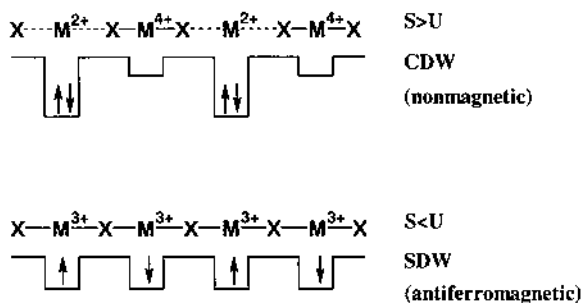 X----M2+----X—M4+—X----M2+----X—M4+—X S>U
CDW
(nonmagnetic)
X—M3+—X—M3+—X—M3+—X—M3+—X S<U
SDW
(antiferromagnetic)